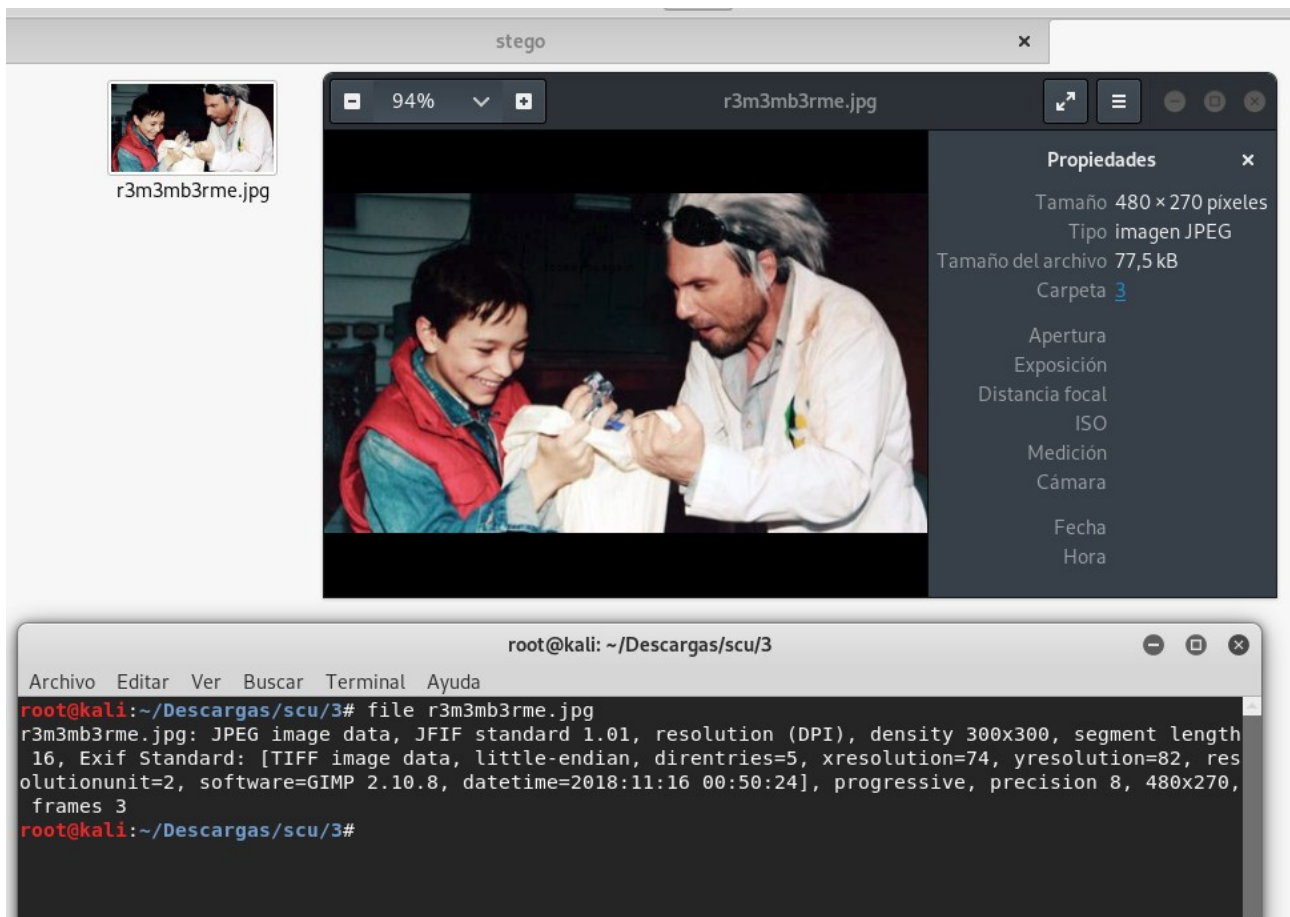 stego
r3m3mb3rme.jpg
94%
r3m3mb3rme.jpg
Propiedades
Tamaño 480 × 270 píxeles
Tipo imagen JPEG
Tamaño del archivo 77,5 kB
Carpeta 3
Apertura
Exposición
Distancia focal
ISO
Medición
Cámara
Fecha
Hora
root@kali: ~/Descargas/scu/3
Archivo Editar Ver Buscar Terminal Ayuda
root@kali:~/Descargas/scu/3# file r3m3mb3rme.jpg
r3m3mb3rme.jpg: JPEG image data, JFIF standard 1.01, resolution (DPI), density 300x300, segment length
16, Exif Standard: [TIFF image data, little-endian, direntries=5, xresolution=74, yresolution=82, res
olutionunit=2, software=GIMP 2.10.8, datetime=2018:11:16 00:50:24], progressive, precision 8, 480x270,
frames 3
root@kali:~/Descargas/scu/3#